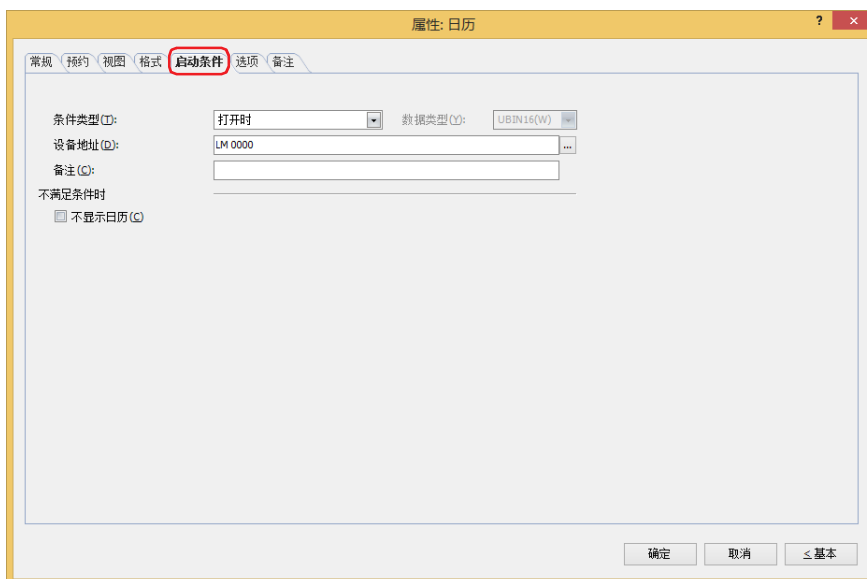 属性: 日历
? ×
常规 预约 视图 格式 启动条件 选项 备注
条件类型(T): 打开时 数据类型(Y): UBIN16(W)
设备地址(D): LM 0000 ...
备注(C):
不满足条件时
不显示日历(C)
确定 取消 <基本